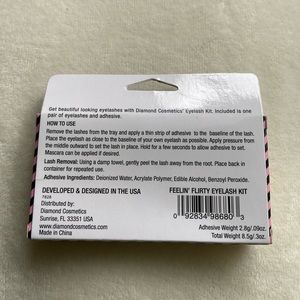 Get beautiful looking eyelashes with Diamond Cosmetics' Eyelash Kit. Included is one
pair of eyelashes and adhesive.
HOW TO USE
Remove the lashes from the tray and apply a thin strip of adhesive to the baseline of the lash.
Place the eyelash as close to the baseline of your own eyelash as possible. Apply pressure from
the middle outward to set the lash in place. Hold for a few seconds to allow adhesive to set.
Mascara can be applied if desired.
Lash Removal: Using a damp towel, gently peel the lash away from the root. Place back in
container for repeated use.
Adhesive Ingredients: Deionized Water, Acrylate Polymer, Edible Alcohol, Benzoyl Peroxide.
DEVELOPED & DESIGNED IN THE USA
7828
Distributed by:
Diamond Cosmetics
Sunrise, FL 33351 USA
www.diamondcosmetics.com
Made in China
FEELIN' FLIRTY EYELASH KIT
0 92834 98680 3
Adhesive Weight 2.8g/.09oz.
Total Weight 8.5g/.3oz.